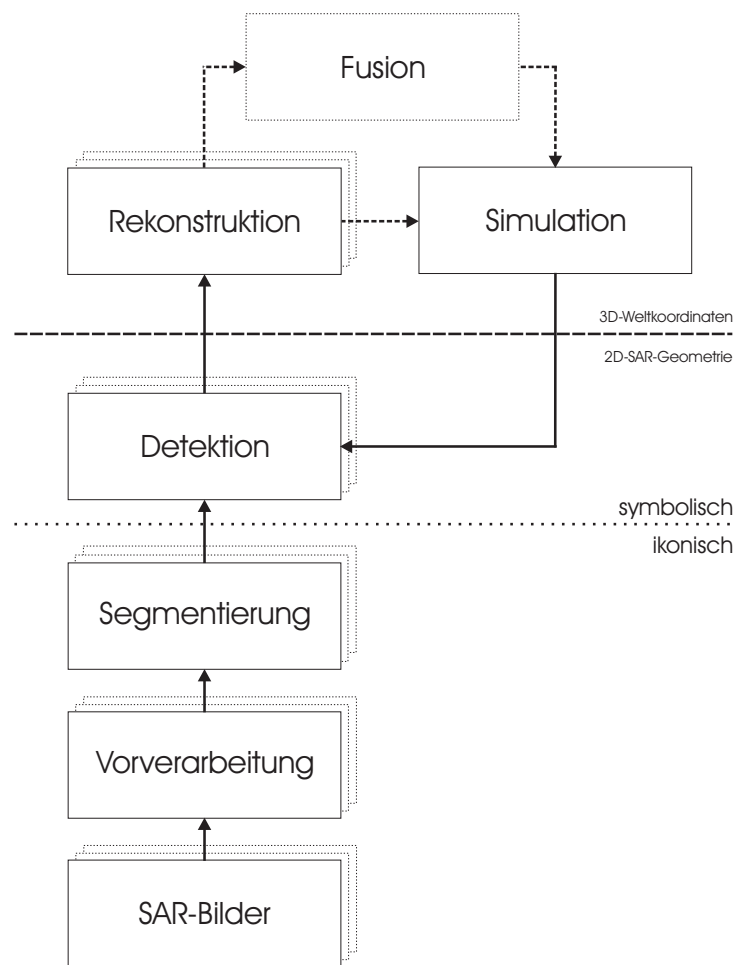 Fusion
Rekonstruktion
Simulation
3D-Weltkoordinaten
2D-SAR-Geometrie
Detektion
symbolisch
ikonisch
Segmentierung
Vorverarbeitung
SAR-Bilder